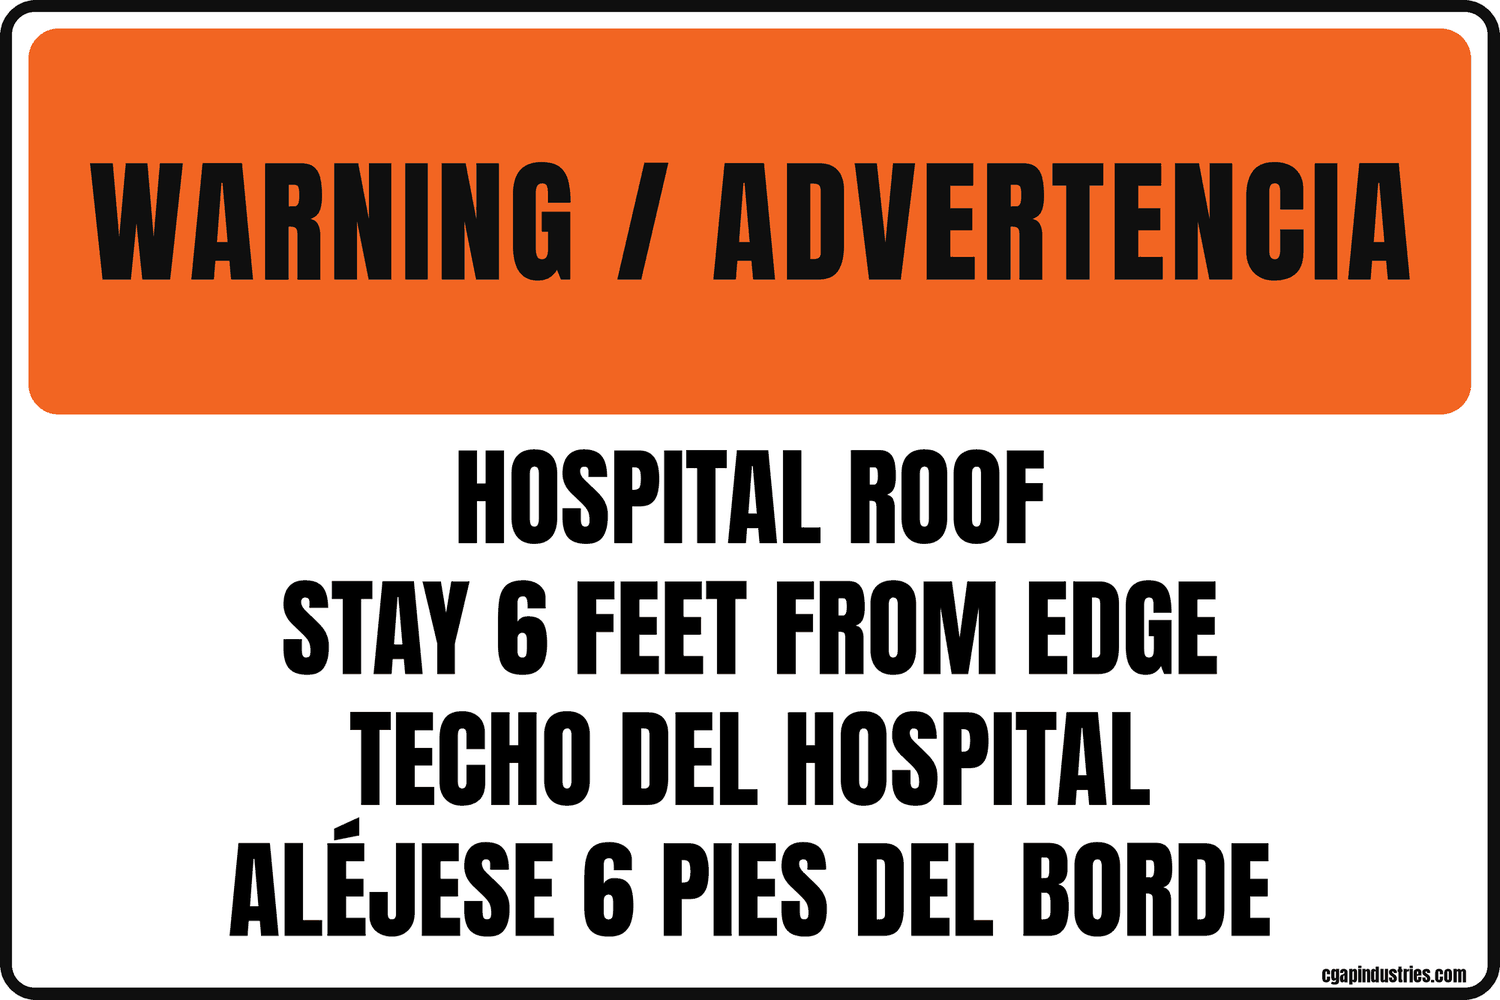 WARNING / ADVERTENCIA
HOSPITAL ROOF
STAY 6 FEET FROM EDGE
TECHO DEL HOSPITAL
ALÉJESE 6 PIES DEL BORDE
cgapindustries.com